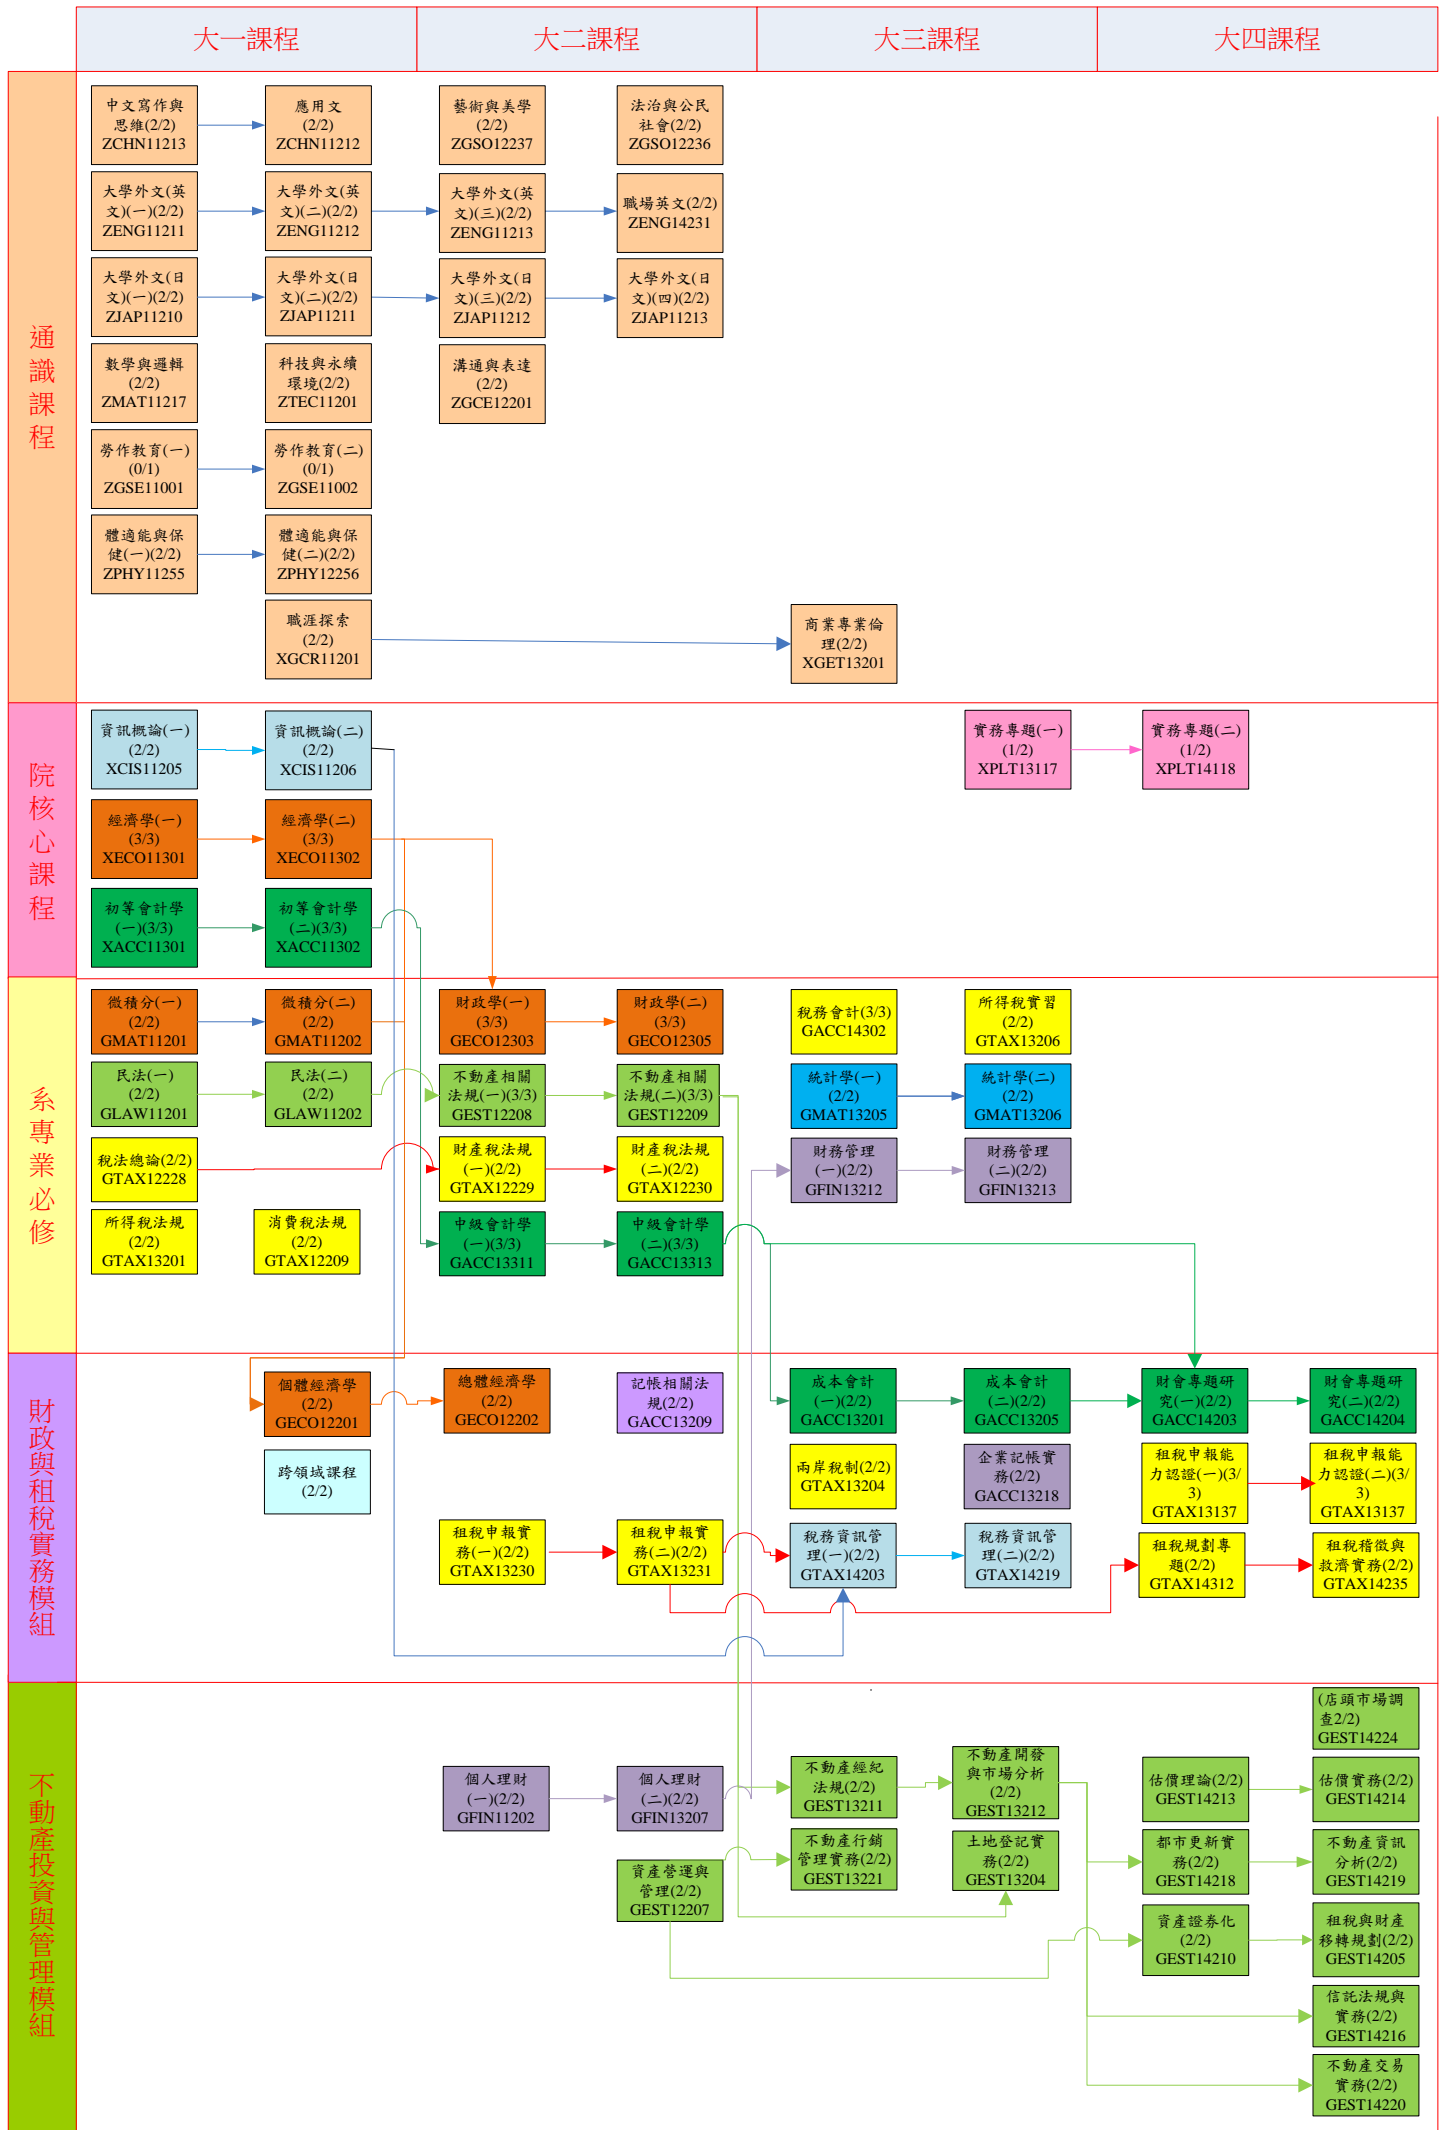 大一課程
大二課程
大三課程
大四課程
通
識
課
程
中文寫作與
思維(2/2)
ZCHN11213
應用文
(2/2)
ZCHN11212
藝術與美學
(2/2)
ZGSO12237
法治與公民
社會(2/2)
ZGSO12236
大學外文(英
文)(一)(2/2)
ZENG11211
大學外文(英
文)(二)(2/2)
ZENG11212
大學外文(英
文)(三)(2/2)
ZENG11213
職場英文(2/2)
ZENG14231
大學外文(日
文)(一)(2/2)
ZJAP11210
大學外文(日
文)(二)(2/2)
ZJAP11211
大學外文(日
文)(三)(2/2)
ZJAP11212
大學外文(日
文)(四)(2/2)
ZJAP11213
數學與邏輯
(2/2)
ZMAT11217
科技與永續
環境(2/2)
ZTEC11201
溝通與表達
(2/2)
ZGCE12201
勞作教育(一)
(0/1)
ZGSE11001
勞作教育(二)
(0/1)
ZGSE11002
體適能與保
健(一)(2/2)
ZPHY11255
體適能與保
健(二)(2/2)
ZPHY12256
職涯探索
(2/2)
XGCR11201
商業專業倫
理(2/2)
XGET13201
院
核
心
課
程
資訊概論(一)
(2/2)
XCIS11205
資訊概論(二)
(2/2)
XCIS11206
實務專題(一)
(1/2)
XPLT13117
實務專題(二)
(1/2)
XPLT14118
經濟學(一)
(3/3)
XECO11301
經濟學(二)
(3/3)
XECO11302
初等會計學
(一)(3/3)
XACC11301
初等會計學
(二)(3/3)
XACC11302
系
專
業
必
修
微積分(一)
(2/2)
GMAT11201
微積分(二)
(2/2)
GMAT11202
財政學(一)
(3/3)
GECO12303
財政學(二)
(3/3)
GECO12305
稅務會計(3/3)
GACC14302
所得稅實習
(2/2)
GTAX13206
民法(一)
(2/2)
GLAW11201
民法(二)
(2/2)
GLAW11202
不動產相關
法規(一)(3/3)
GEST12208
不動產相關
法規(二)(3/3)
GEST12209
統計學(一)
(2/2)
GMAT13205
統計學(二)
(2/2)
GMAT13206
稅法總論(2/2)
GTAX12228
財產稅法規
(一)(2/2)
GTAX12229
財產稅法規
(二)(2/2)
GTAX12230
財務管理
(一)(2/2)
GFIN13212
財務管理
(二)(2/2)
GFIN13213
所得稅法規
(2/2)
GTAX13201
消費稅法規
(2/2)
GTAX12209
中級會計學
(一)(3/3)
GACC13311
中級會計學
(二)(3/3)
GACC13313
財
政
與
租
稅
實
務
模
組
個體經濟學
(2/2)
GECO12201
總體經濟學
(2/2)
GECO12202
記帳相關法
規(2/2)
GACC13209
成本會計
(一)(2/2)
GACC13201
成本會計
(二)(2/2)
GACC13205
財會專題研
究(一)(2/2)
GACC14203
財會專題研
究(二)(2/2)
GACC14204
跨領域課程
(2/2)
兩岸稅制(2/2)
GTAX13204
企業記帳實
務(2/2)
GACC13218
租稅申報能
力認證(一)(3/
3)
GTAX13137
租稅申報能
力認證(二)(3/
3)
GTAX13137
租稅申報實
務(一)(2/2)
GTAX13230
租稅申報實
務(二)(2/2)
GTAX13231
稅務資訊管
理(一)(2/2)
GTAX14203
稅務資訊管
理(二)(2/2)
GTAX14219
租稅規劃專
題(2/2)
GTAX14312
租稅稽徵與
救濟實務(2/2)
GTAX14235
不
動
產
投
資
與
管
理
模
組
(店頭市場調
查2/2)
GEST14224
個人理財
(一)(2/2)
GFIN11202
個人理財
(二)(2/2)
GFIN13207
不動產經紀
法規(2/2)
GEST13211
不動產開發
與市場分析
(2/2)
GEST13212
估價理論(2/2)
GEST14213
估價實務(2/2)
GEST14214
資產營運與
管理(2/2)
GEST12207
不動產行銷
管理實務(2/2)
GEST13221
土地登記實
務(2/2)
GEST13204
都市更新實
務(2/2)
GEST14218
不動產資訊
分析(2/2)
GEST14219
資產證券化
(2/2)
GEST14210
租稅與財產
移轉規劃(2/2)
GEST14205
信託法規與
實務(2/2)
GEST14216
不動產交易
實務(2/2)
GEST14220